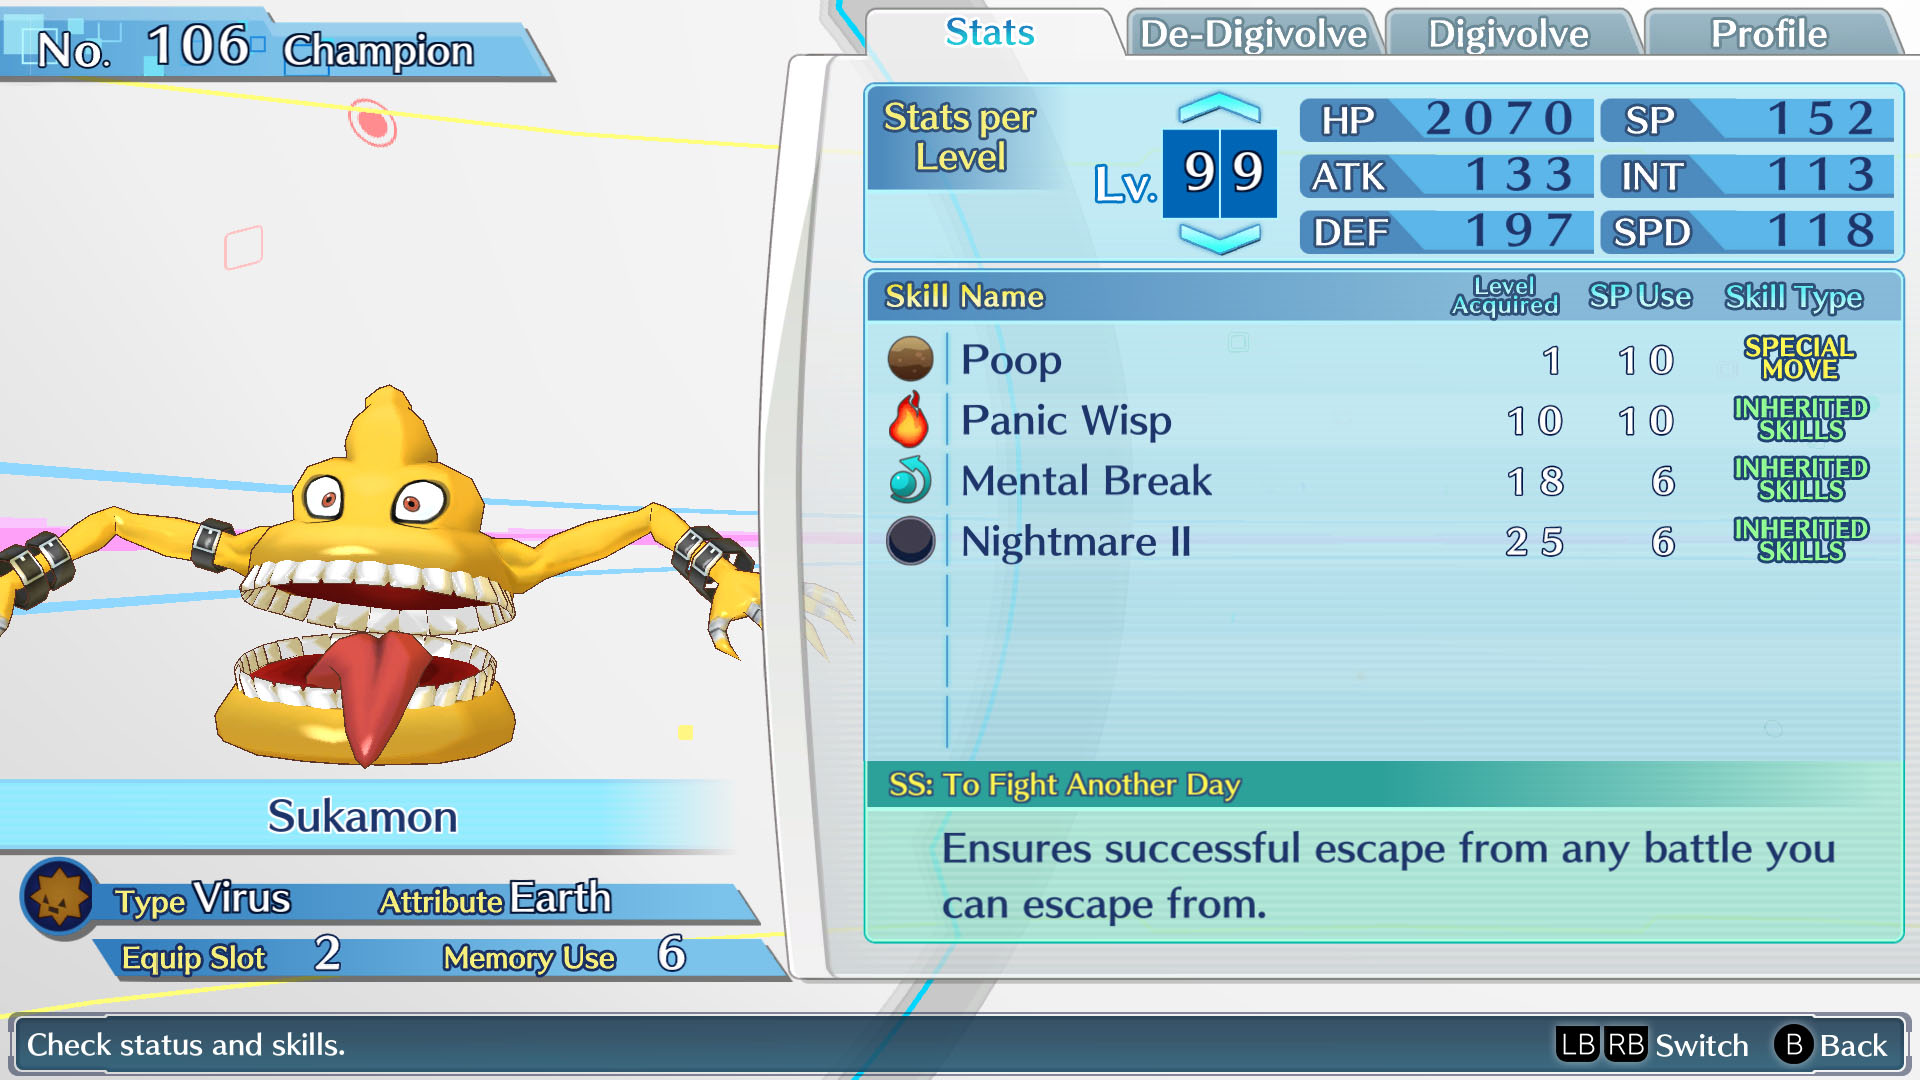 No. 106 Champion
Stats De-Digivolve Digivolve Profile
Stats per
Level
Lv. 99
HP 2070 SP 152
ATK 133 INT 113
DEF 197 SPD 118
Skill Name Level Acquired SP Use Skill Type
Poop 1 10 SPECIAL MOVE
Panic Wisp 10 10 INHERITED SKILLS
Mental Break 18 6 INHERITED SKILLS
Nightmare II 25 6 INHERITED SKILLS
SS: To Fight Another Day
Ensures successful escape from any battle you
can escape from.
Sukamon
Type Virus Attribute Earth
Equip Slot 2 Memory Use 6
Check status and skills.
LB RB Switch B Back